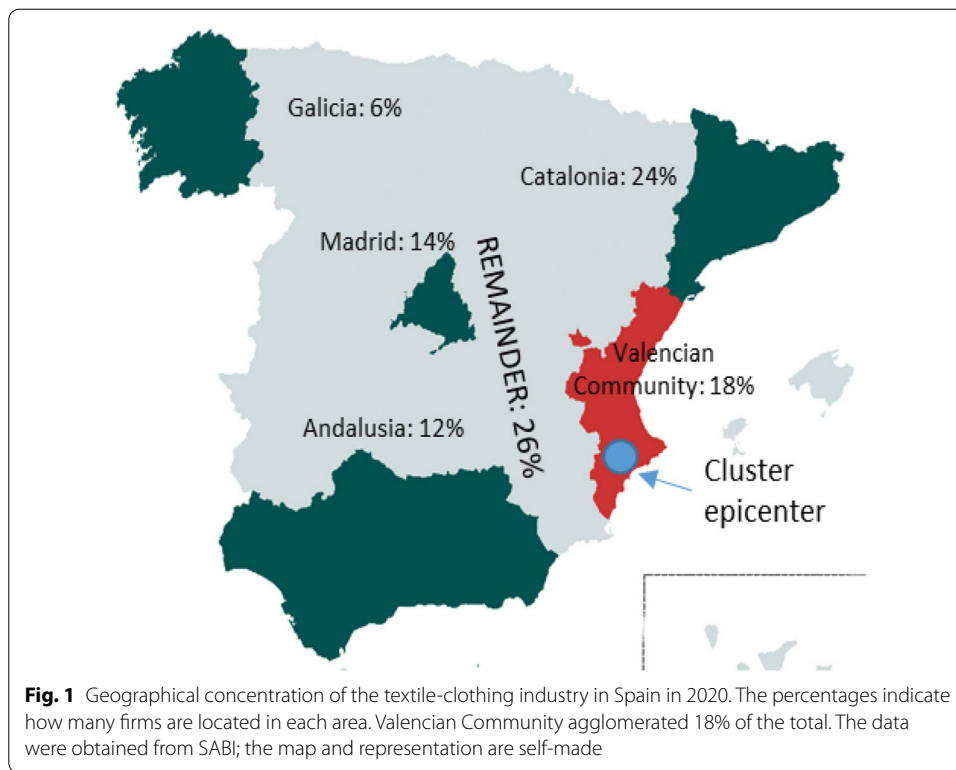 Galicia: 6%
Catalonia: 24%
Madrid: 14%
REMAINDER: 26%
Valencian
Community: 18%
Andalusia: 12%
Cluster
epicenter
Fig. 1 Geographical concentration of the textile-clothing industry in Spain in 2020. The percentages indicate
how many firms are located in each area. Valencian Community agglomerated 18% of the total. The data
were obtained from SABI; the map and representation are self-made